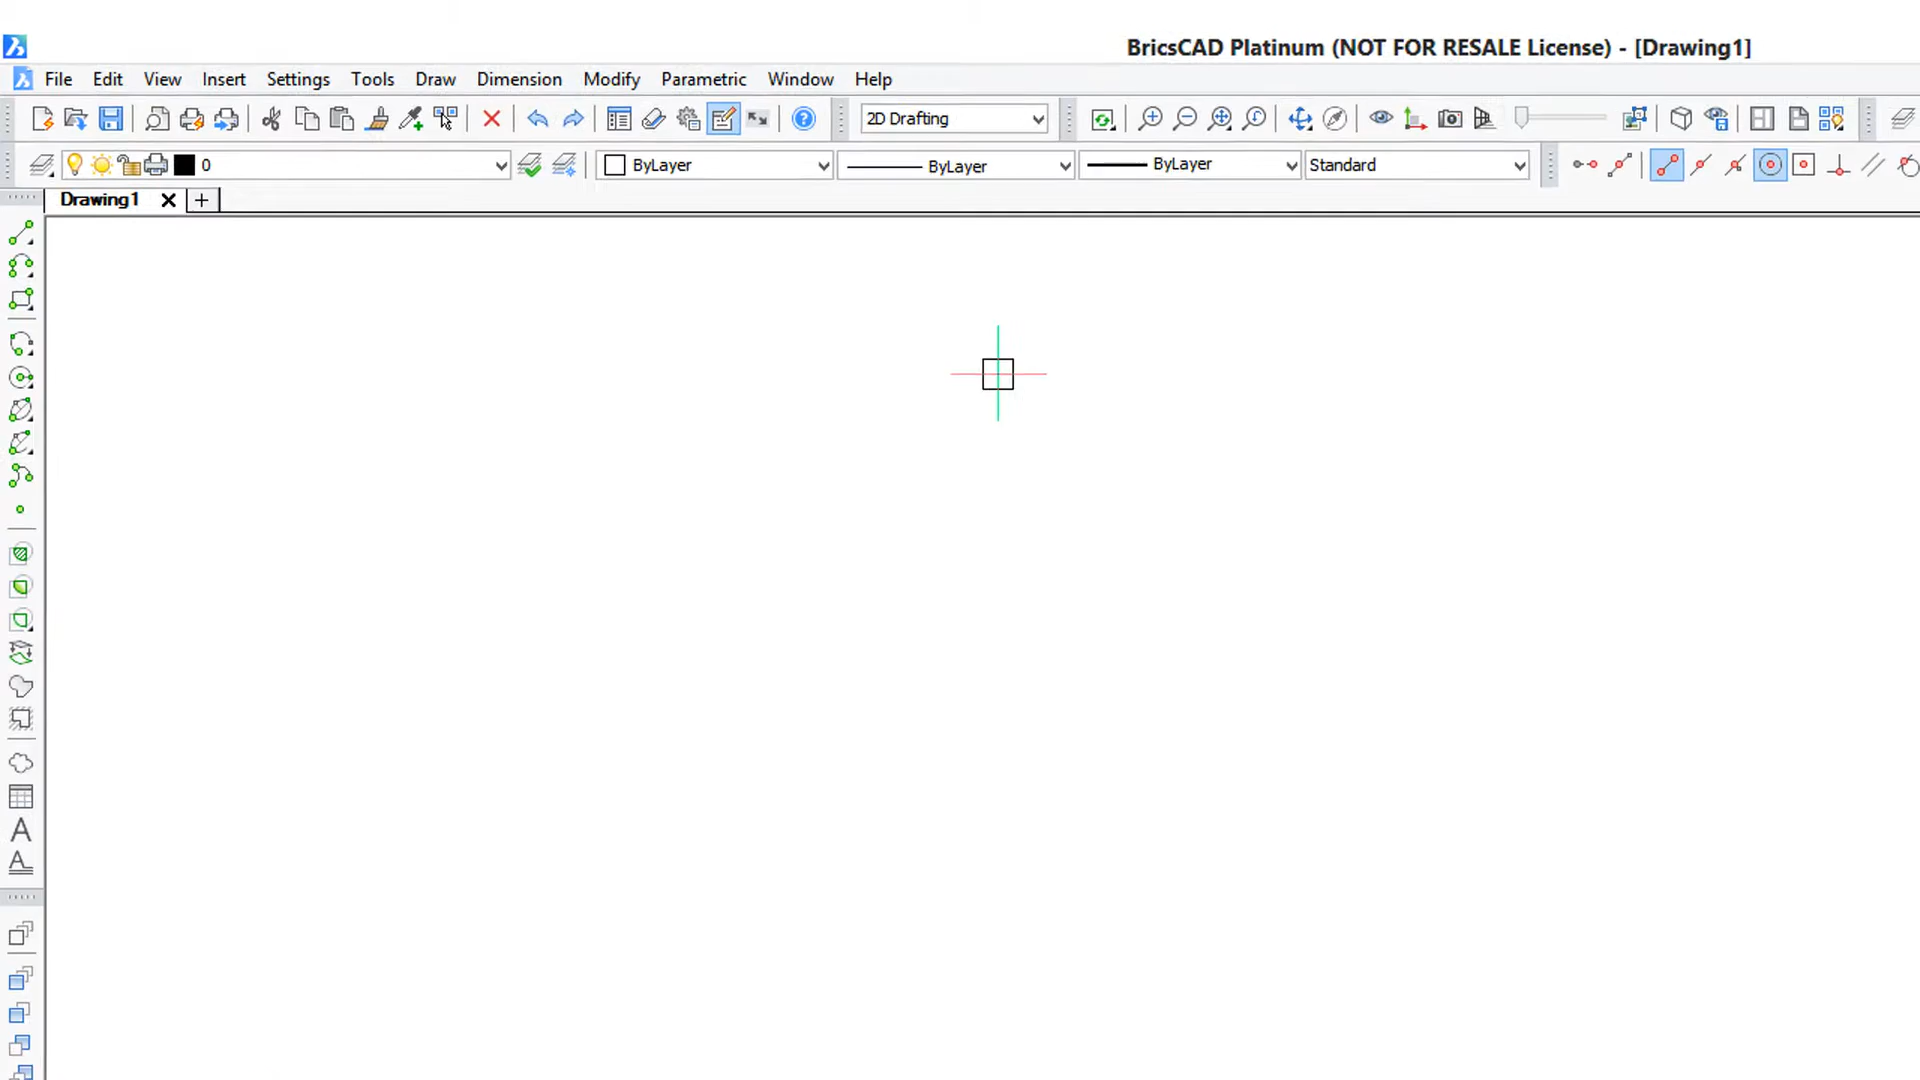 BricsCAD Platinum (NOT FOR RESALE License) - [Drawing1]
File Edit View Insert Settings Tools Draw Dimension Modify Parametric Window Help
2D Drafting
0 ByLayer ByLayer ByLayer Standard
Drawing1